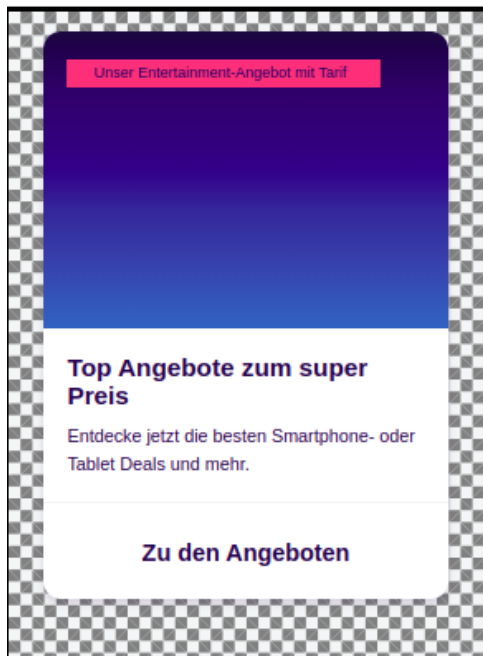 Unser Entertainment-Angebot mit Tarif
Top Angebote zum super
Preis
Entdecke jetzt die besten Smartphone- oder
Tablet Deals und mehr.
Zu den Angeboten